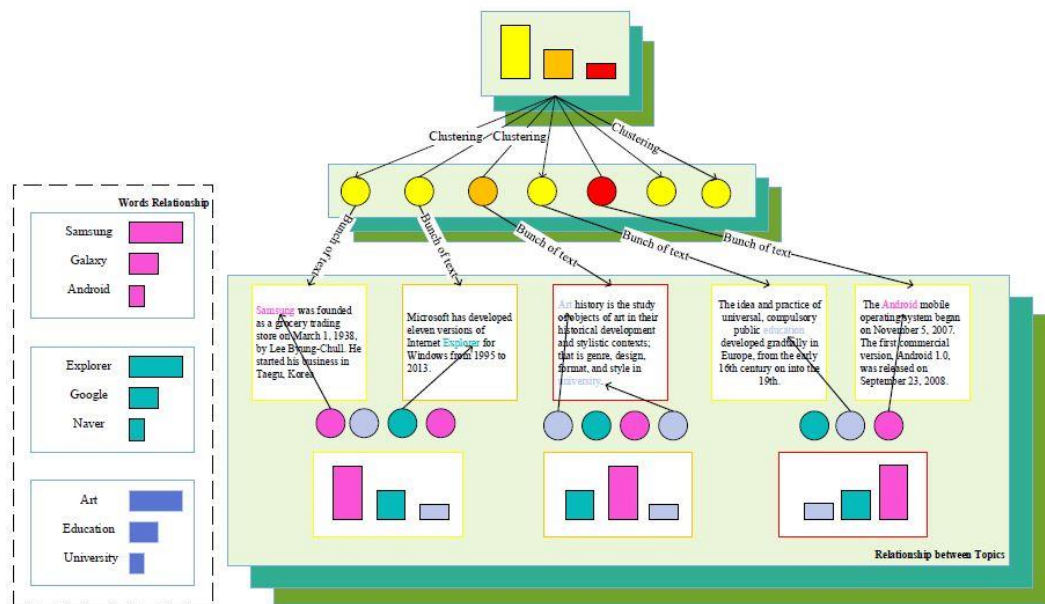 Clustering
Clustering
Clustering
Bunch of text
Bunch of text
Bunch of text
Bunch of text
Bunch of text
Words Relationship
Samsung
Galaxy
Android
Explorer
Google
Naver
Art
Education
University
Samsung was founded
as a grocery trading
store on March 1, 1938,
by Lee Byung-Chull. He
started his business in
Taegu, Korea
Microsoft has developed
eleven versions of
Internet Explorer for
Windows from 1995 to
2013.
Art history is the study
of objects of art in their
historical development
and stylistic contexts;
that is genre, design,
format, and style in
university.
The idea and practice of
universal, compulsory
public education
developed gradually in
Europe, from the early
16th century on into the
19th.
The Android mobile
operating system began
on November 5, 2007.
The first commercial
version, Android 1.0,
was released on
September 23, 2008.
Relationship between Topics